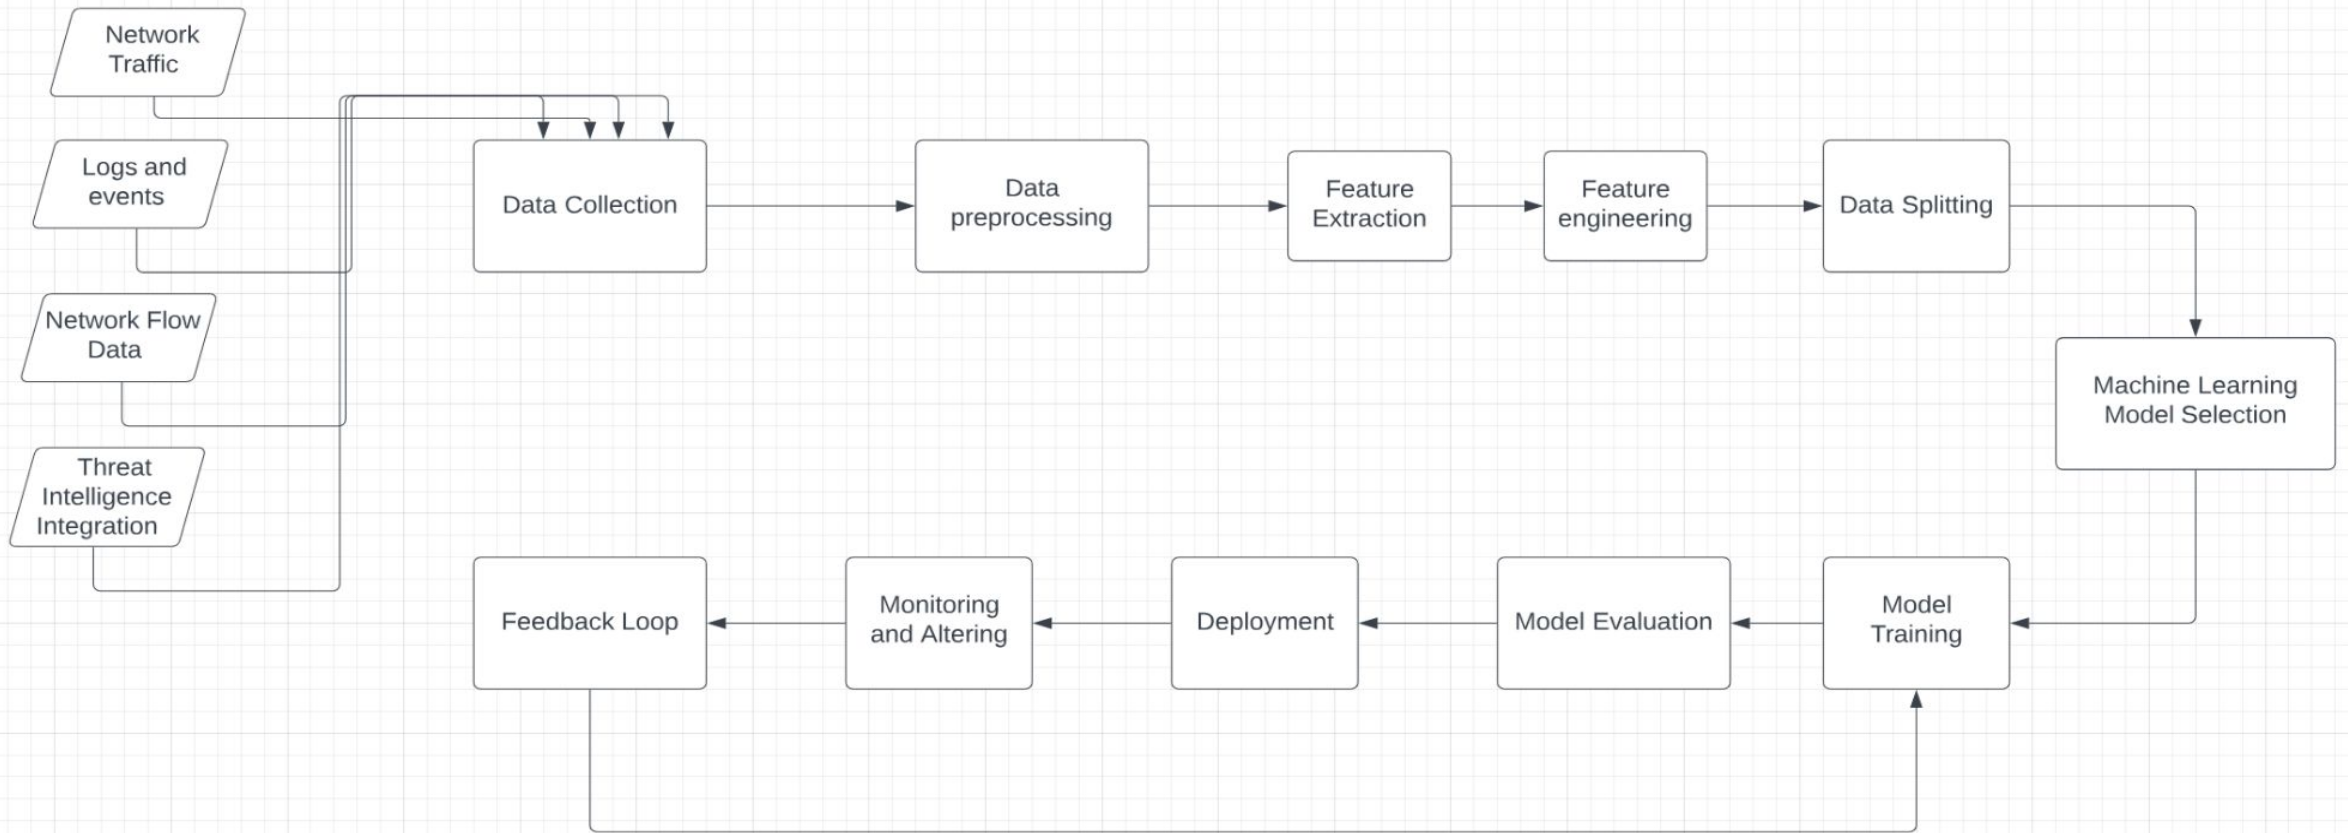 Network
Traffic
Logs and
events
Network Flow
Data
Threat
Intelligence
Integration
Data Collection
Data
preprocessing
Feature
Extraction
Feature
engineering
Data Splitting
Machine Learning
Model Selection
Model
Training
Model Evaluation
Deployment
Monitoring
and Altering
Feedback Loop